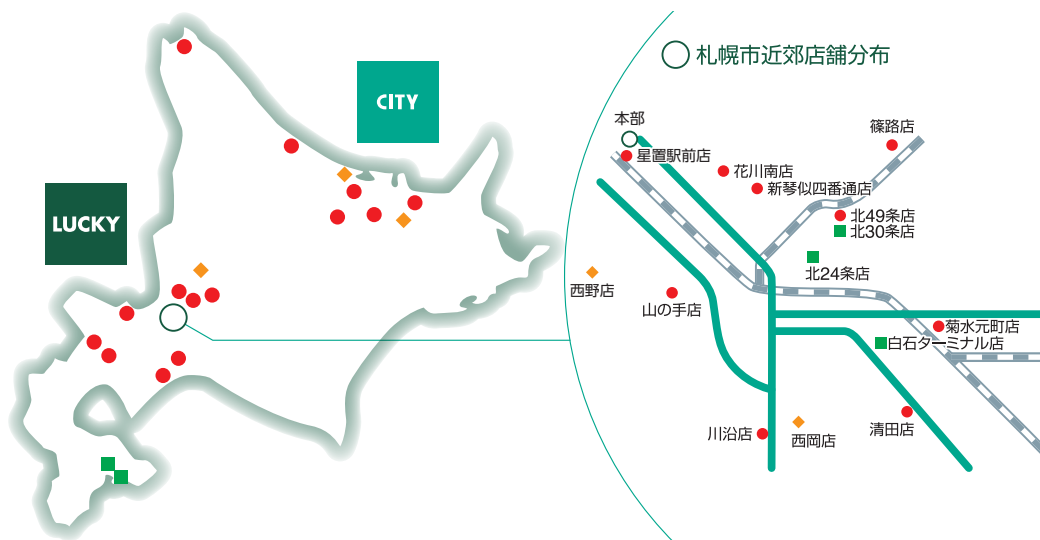 CITY
LUCKY
札幌市近郊店舗分布
本部
星置駅前店
花川南店
新琴似四番通店
篠路店
北49条店
北30条店
北24条店
西野店
山の手店
菊水元町店
白石ターミナル店
川沿店
西岡店
清田店